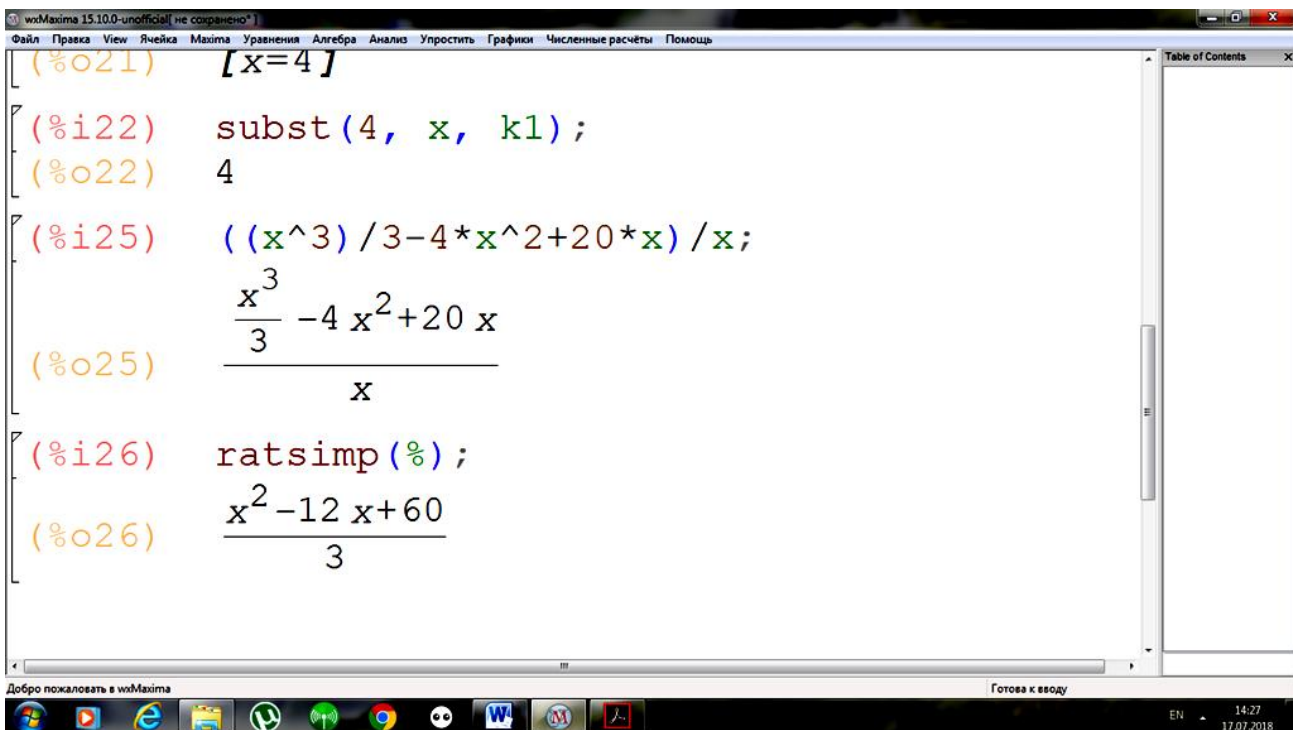 wxMaxima 15.10.0-unofficial[ не сохранено* ]
Файл Правка View Ячейка Maxima Уравнения Алгебра Анализ Упростить Графики Численные расчёты Помощь
Table of Contents
(%o21) [x=4]
(%i22) subst(4, x, k1);
(%o22) 4
(%i25) ((x^3)/3-4*x^2+20*x)/x;
(%o25) (x^3/3 -4 x^2+20 x)/x
(%i26) ratsimp(%);
(%o26) (x^2-12 x+60)/3
Добро пожаловать в wxMaxima
Готова к вводу
EN 14:27
17.07.2018